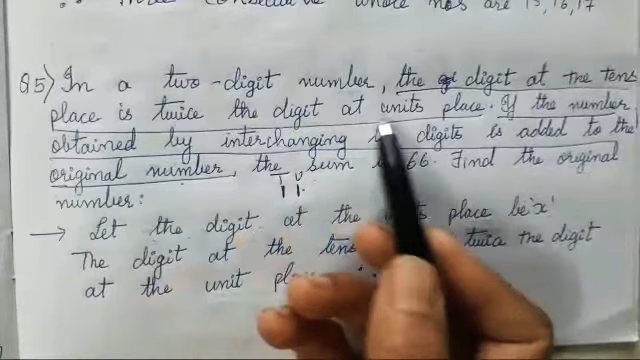 Three Consecutive whole nos are 15,16,17
Q5) In a two-digit number, the digit at the tens
place is twice the digit at units place. If the number
obtained by interchanging digits is added to the
original number, the sum 66. Find the original
number:
T U
→ Let the digit at the place be 'x'
The digit at the tens twice the digit
at the unit